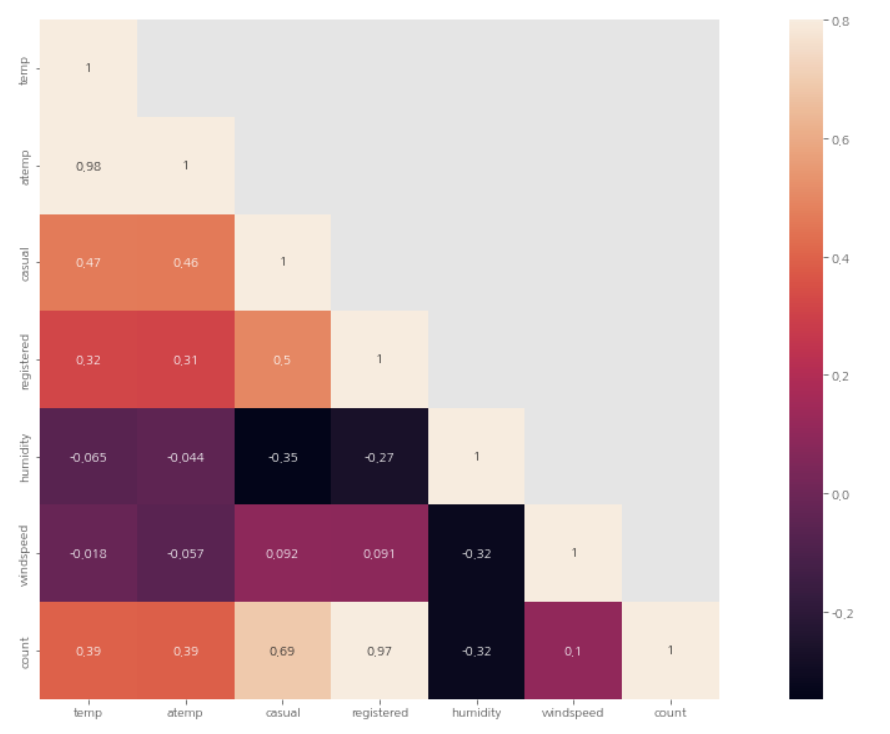 temp 1
atemp 0,98 1
casual 0,47 0,46 1
registered 0,32 0,31 0,5 1
humidity -0,065 -0,044 -0,35 -0,27 1
windspeed -0,018 -0,057 0,092 0,091 -0,32 1
count 0,39 0,39 0,69 0,97 -0,32 0,1 1
temp atemp casual registered humidity windspeed count
0,8
0,6
0,4
0,2
0,0
-0,2